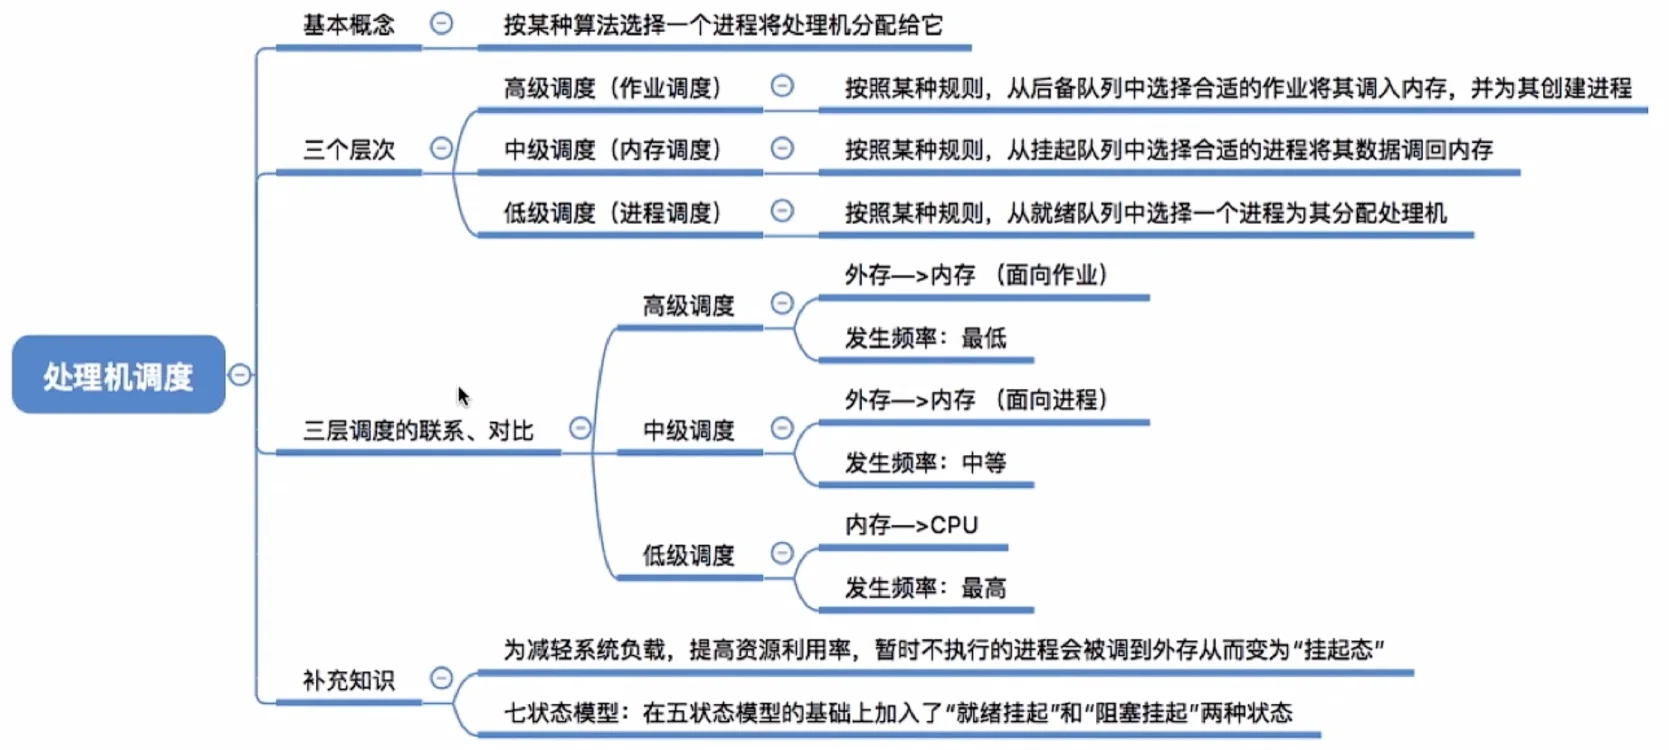 处理机调度
基本概念
按某种算法选择一个进程将处理机分配给它
三个层次
高级调度（作业调度）
按照某种规则，从后备队列中选择合适的作业将其调入内存，并为其创建进程
中级调度（内存调度）
按照某种规则，从挂起队列中选择合适的进程将其数据调回内存
低级调度（进程调度）
按照某种规则，从就绪队列中选择一个进程为其分配处理机
三层调度的联系、对比
高级调度
外存—>内存 （面向作业）
发生频率：最低
中级调度
外存—>内存 （面向进程）
发生频率：中等
低级调度
内存—>CPU
发生频率：最高
补充知识
为减轻系统负载，提高资源利用率，暂时不执行的进程会被调到外存从而变为“挂起态”
七状态模型：在五状态模型的基础上加入了“就绪挂起”和“阻塞挂起”两种状态